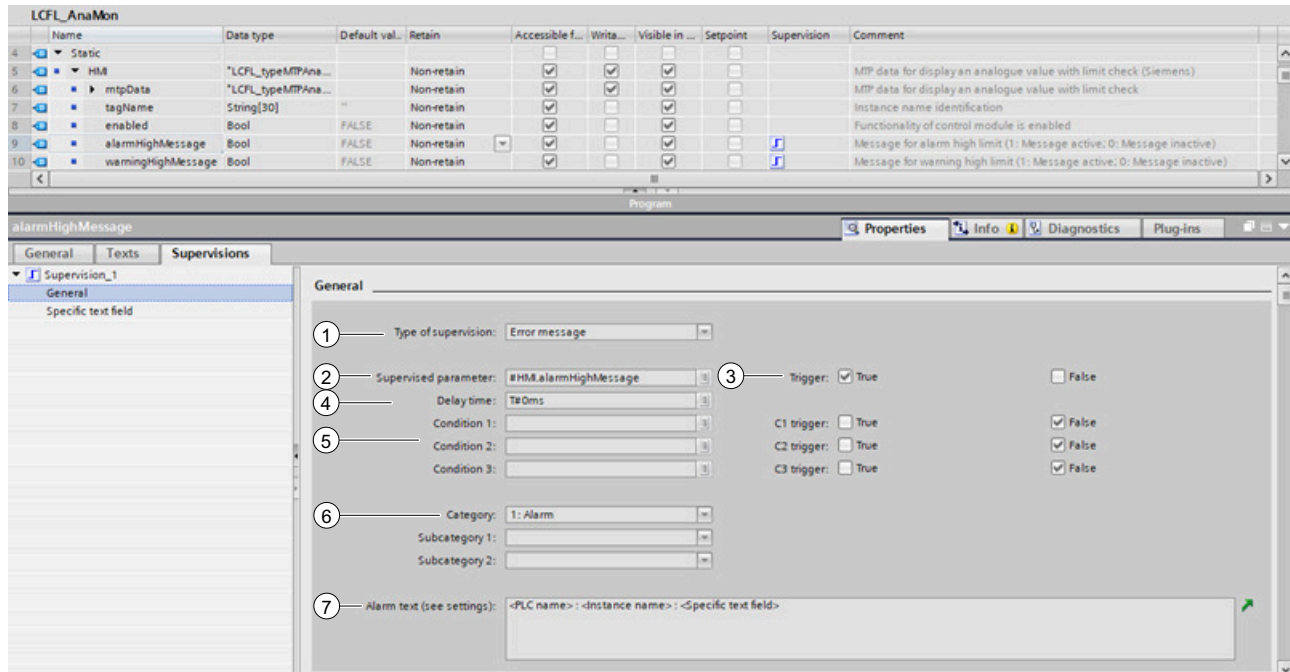 LCFL_AnaMon
Name Data type Default val.. Retain Accessible f... Writa... Visible in ... Setpoint Supervision Comment
4 Static
5 HMI "LCFL_typeMTPAna... Non-retain MTP data for display an analogue value with limit check (Siemens)
6 mtpData "LCFL_typeMTPAna... Non-retain MTP data for display an analogue value with limit check
7 tagName String[30] '' Non-retain Instance name identification
8 enabled Bool FALSE Non-retain Functionality of control module is enabled
9 alarmHighMessage Bool FALSE Non-retain Message for alarm high limit (1: Message active; 0: Message inactive)
10 warningHighMessage Bool FALSE Non-retain Message for warning high limit (1: Message active; 0: Message inactive)
Program
alarmHighMessage Properties Info Diagnostics Plug-ins
General Texts Supervisions
Supervision_1
General
Specific text field
General
1 Type of supervision: Error message
2 Supervised parameter: #HMI.alarmHighMessage 3 Trigger: True False
4 Delay time: T#0ms
Condition 1: C1 trigger: True False
5 Condition 2: C2 trigger: True False
Condition 3: C3 trigger: True False
6 Category: 1: Alarm
Subcategory 1:
Subcategory 2:
7 Alarm text (see settings): <PLC name> : <Instance name> : <Specific text field>